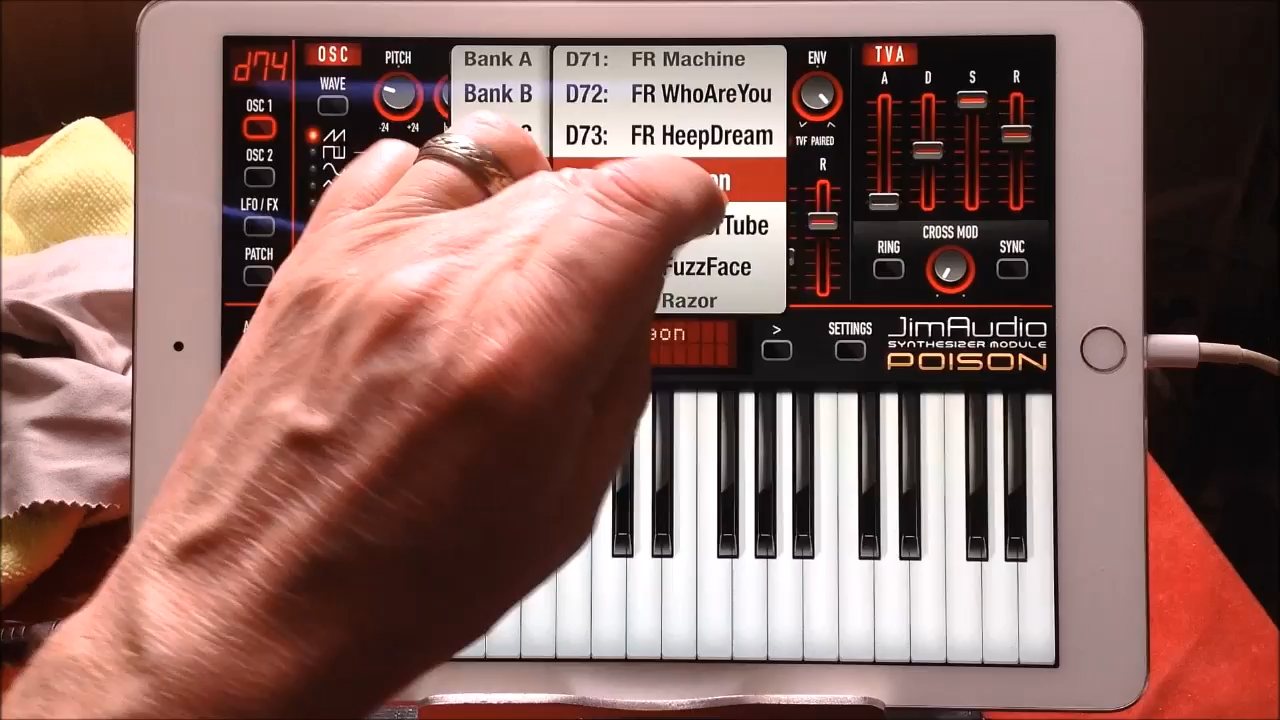 d74
OSC
PITCH
-24 +24
WAVE
OSC 1
OSC 2
LFO / FX
PATCH
Bank A
Bank B
D71: FR Machine
D72: FR WhoAreYou
D73: FR HeepDream
FuzzFace
Razor
ENV
TVF PAIRED
R
TVA
A D S R
CROSS MOD
RING
SYNC
>
SETTINGS
JimAudio
SYNTHESIZER MODULE
POISON